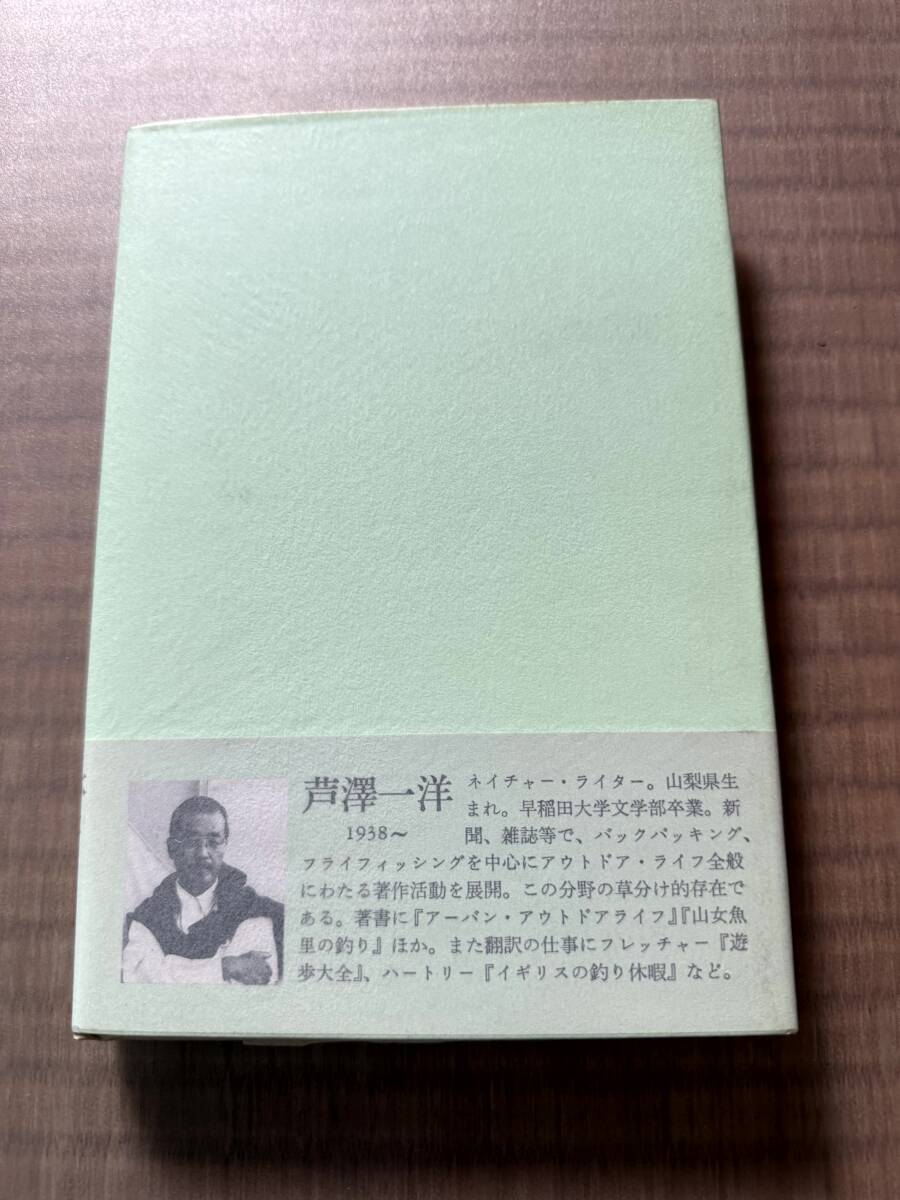 芦澤一洋
1938〜
ネイチャー・ライター。山梨県生
まれ。早稲田大学文学部卒業。新
聞、雑誌等で、バックパッキング、
フライフィッシングを中心にアウトドア・ライフ全般
にわたる著作活動を展開。この分野の草分け的存在で
ある。著書に『アーバン・アウトドアライフ』『山女魚
里の釣り』ほか。また翻訳の仕事にフレッチャー『遊
歩大全』、ハートリー『イギリスの釣り休暇』など。